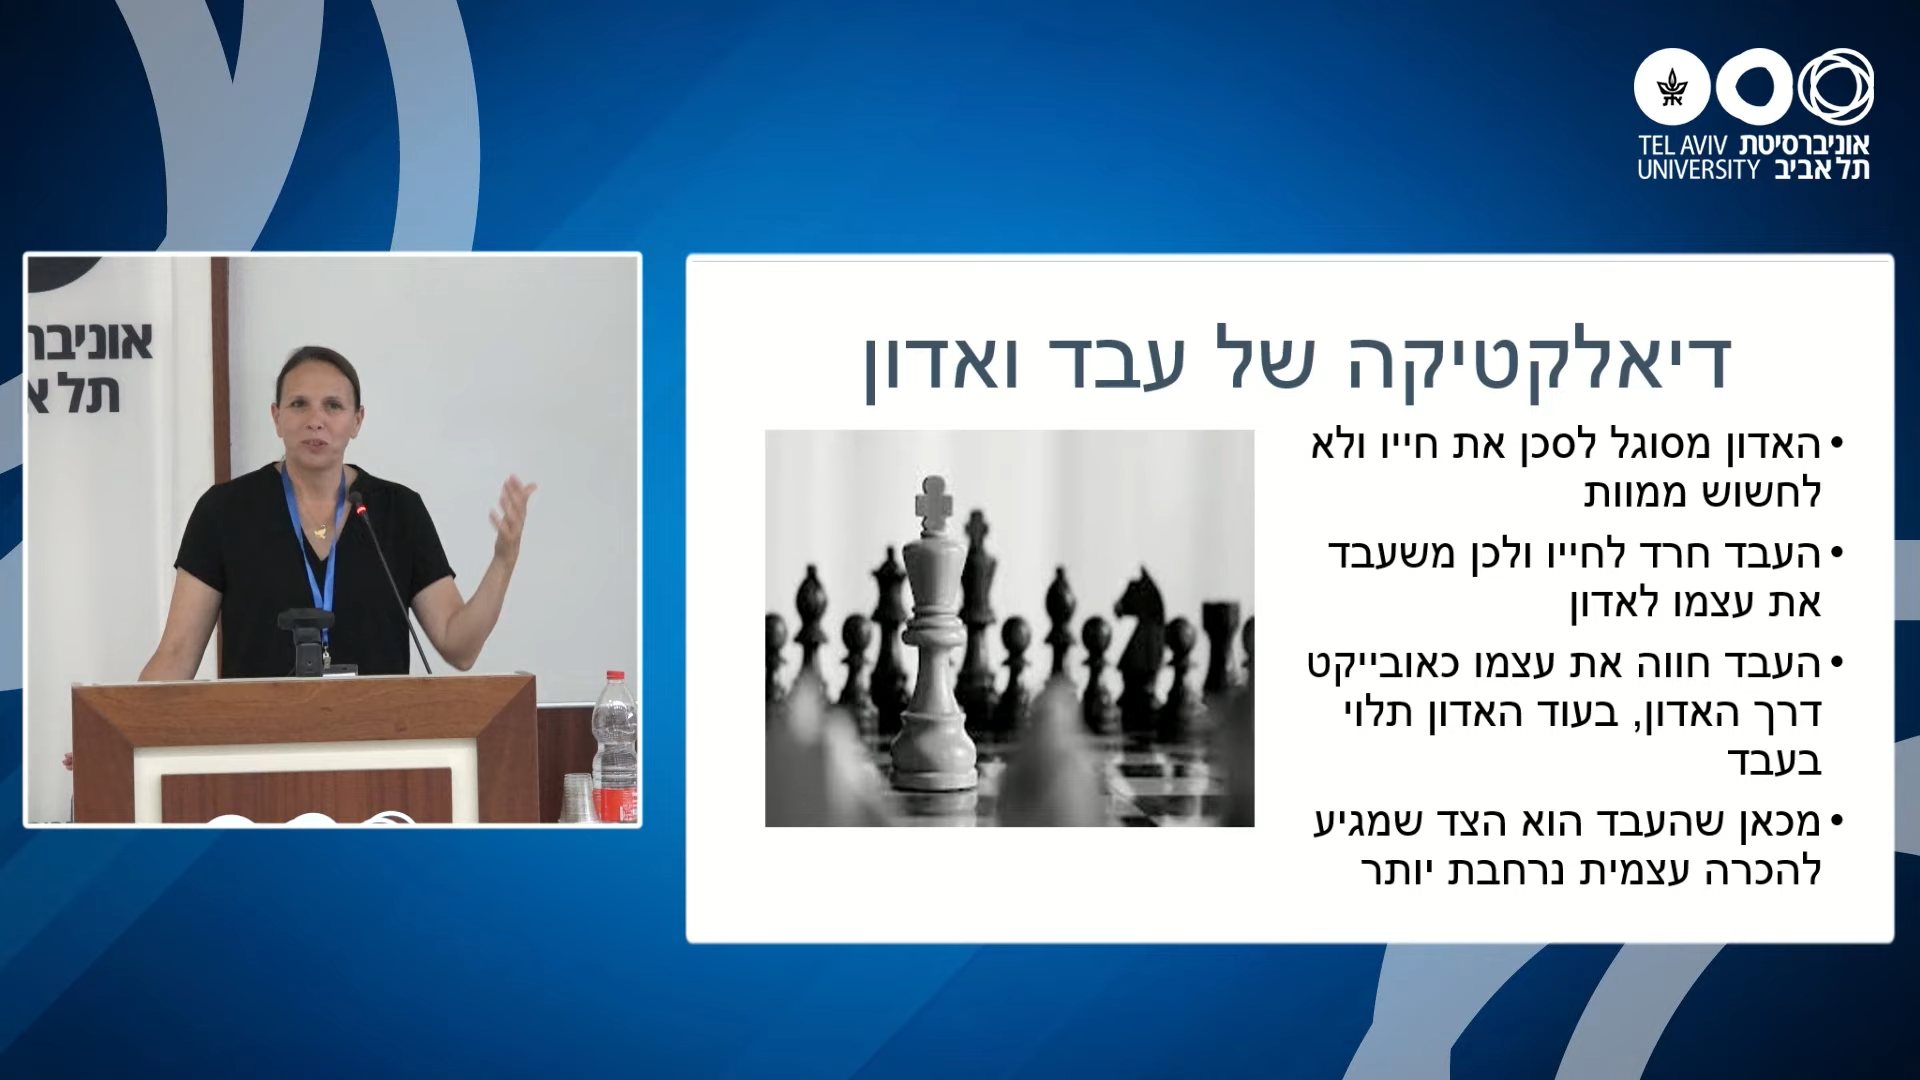 TEL AVIV אוניברסיטת
UNIVERSITY תל אביב
אוניבר
תל א
דיאלקטיקה של עבד ואדון
• האדון מסוגל לסכן את חייו ולא
לחשוש ממוות
• העבד חרד לחייו ולכן משעבד
את עצמו לאדון
• העבד חווה את עצמו כאובייקט
דרך האדון, בעוד האדון תלוי
בעבד
• מכאן שהעבד הוא הצד שמגיע
להכרה עצמית נרחבת יותר